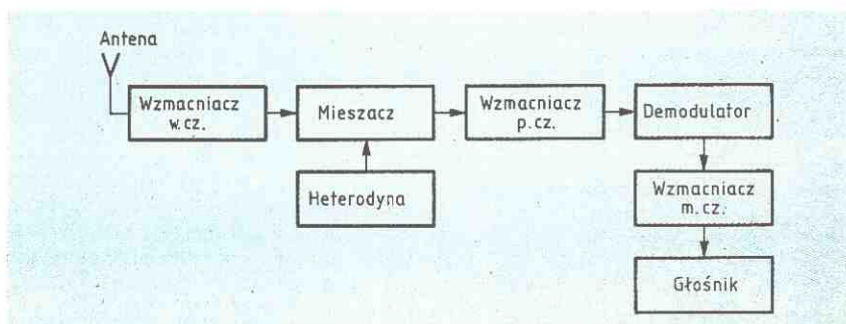 Antena
Wzmacniacz
w.cz.
Mieszacz
Wzmacniacz
p.cz.
Demodulator
Heterodyna
Wzmacniacz
m.cz.
Głośnik